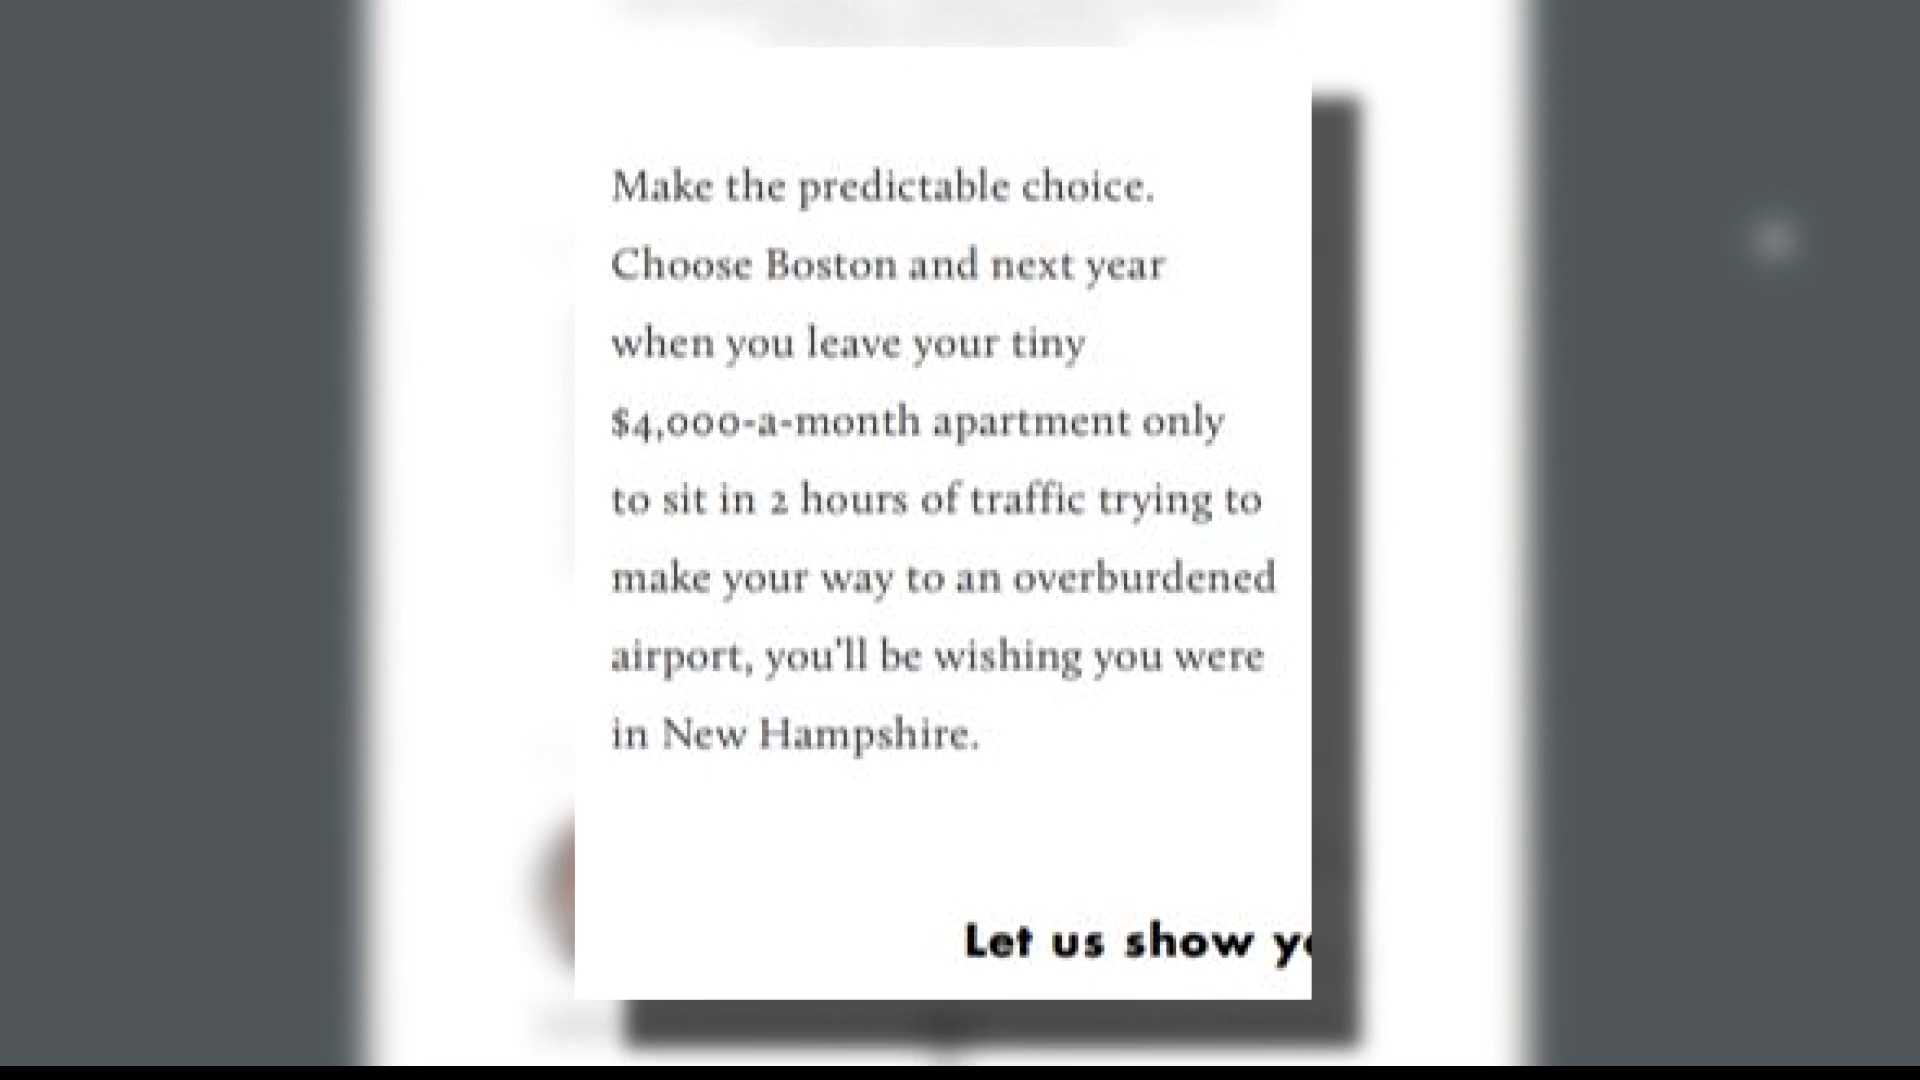 Make the predictable choice.
Choose Boston and next year
when you leave your tiny
$4,000-a-month apartment only
to sit in 2 hours of traffic trying to
make your way to an overburdened
airport, you'll be wishing you were
in New Hampshire.
Let us show